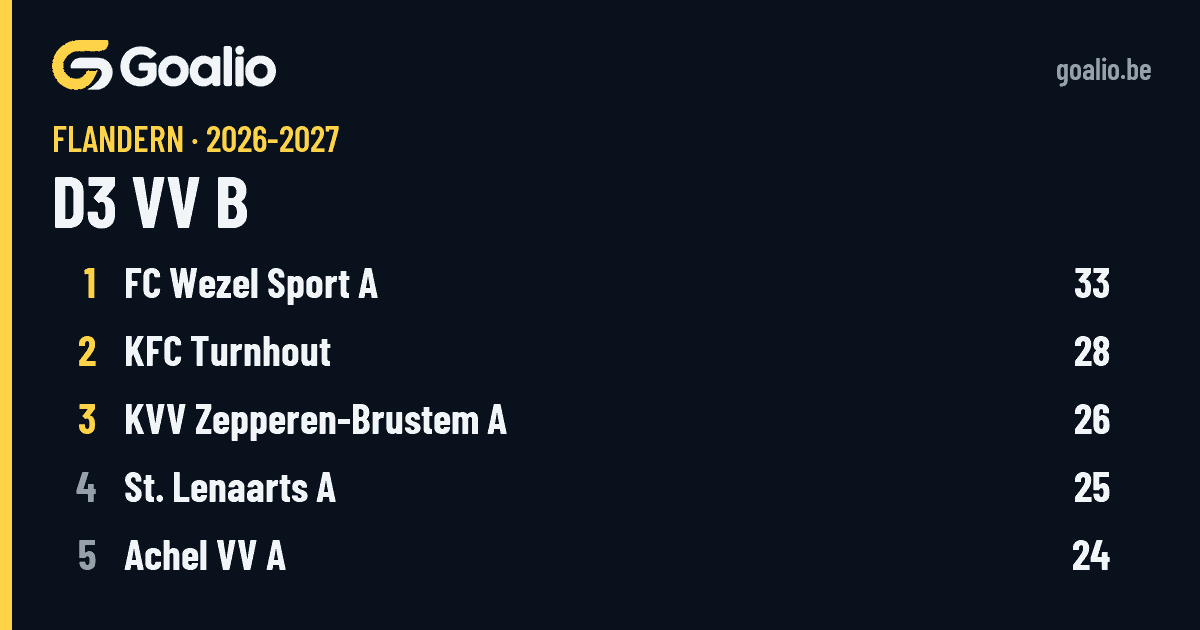 Goalio
goalio.be
FLANDERN · 2026-2027
D3 VV B
1 FC Wezel Sport A 33
2 KFC Turnhout 28
3 KVV Zepperen-Brustem A 26
4 St. Lenaarts A 25
5 Achel VV A 24